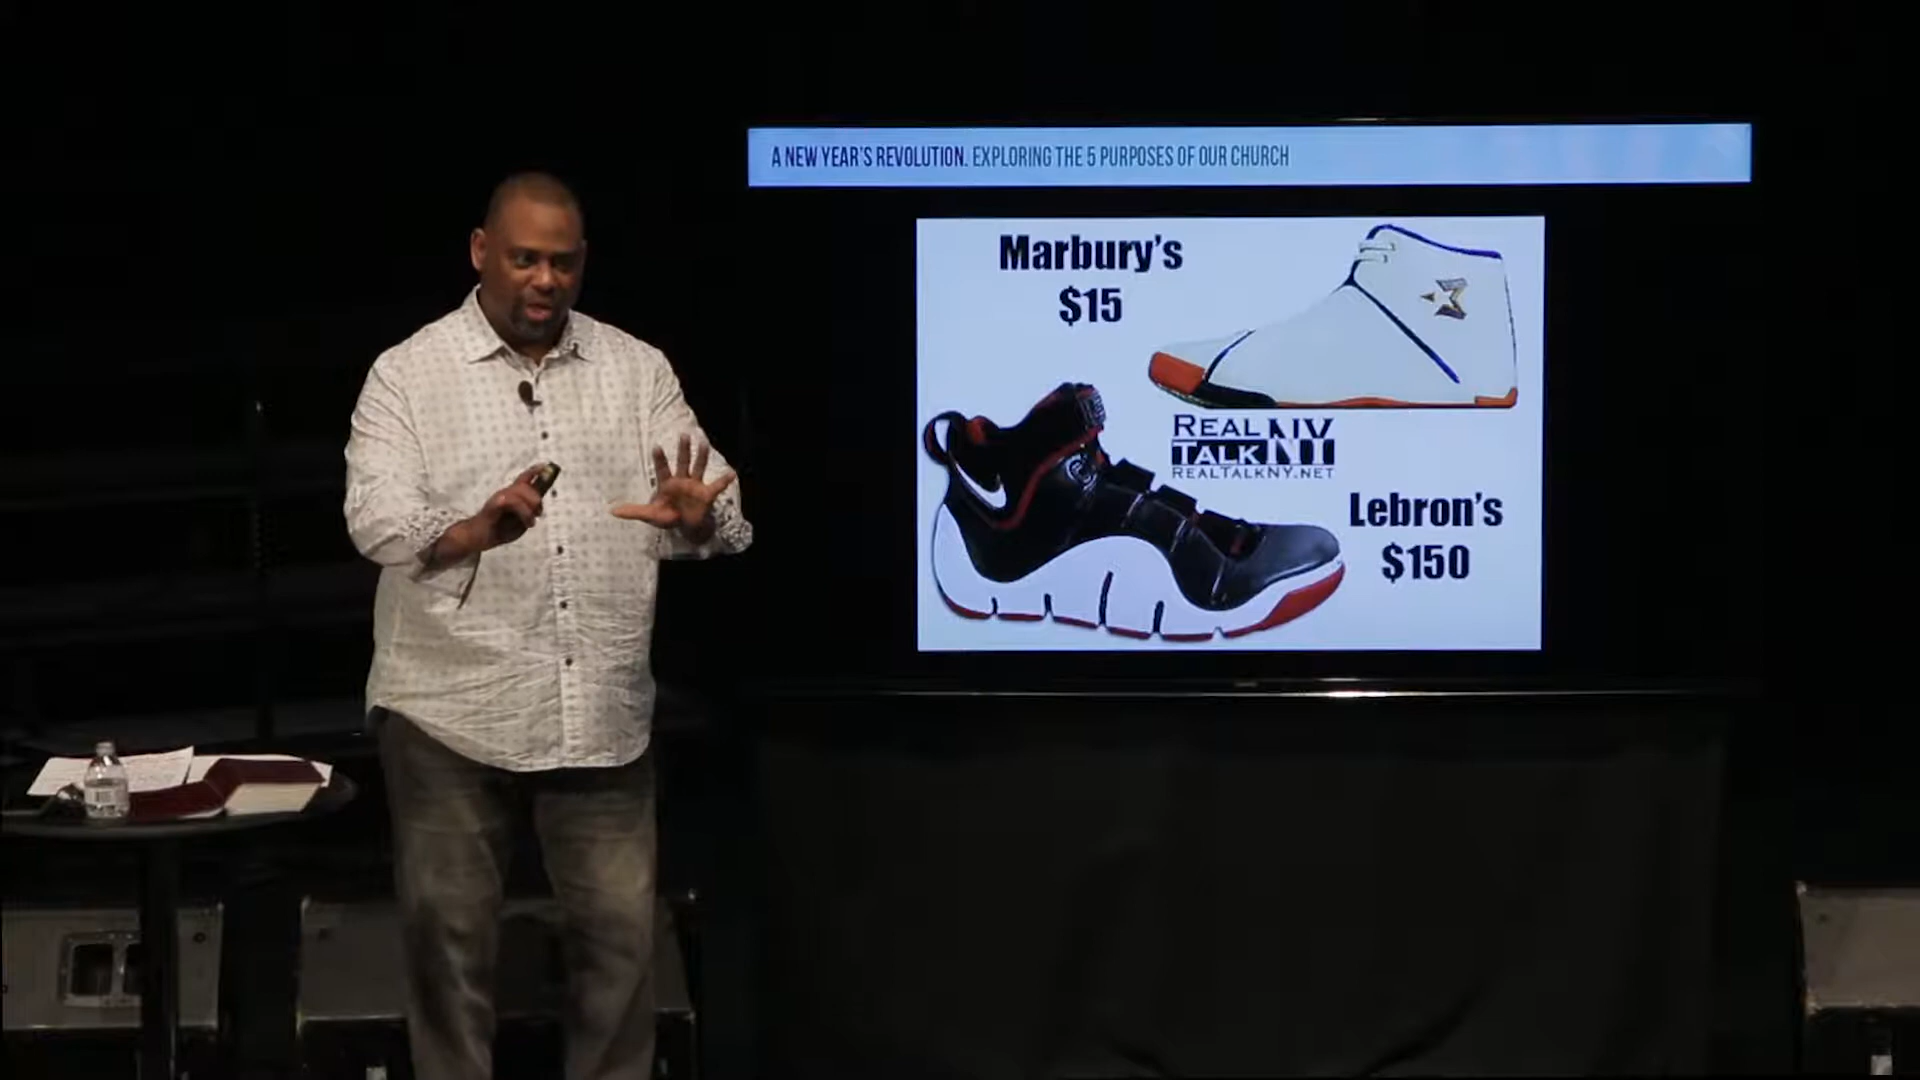 A NEW YEAR'S REVOLUTION. EXPLORING THE 5 PURPOSES OF OUR CHURCH
Marbury's
$15
REAL NY
TALK
REALTALKNY.NET
Lebron's
$150